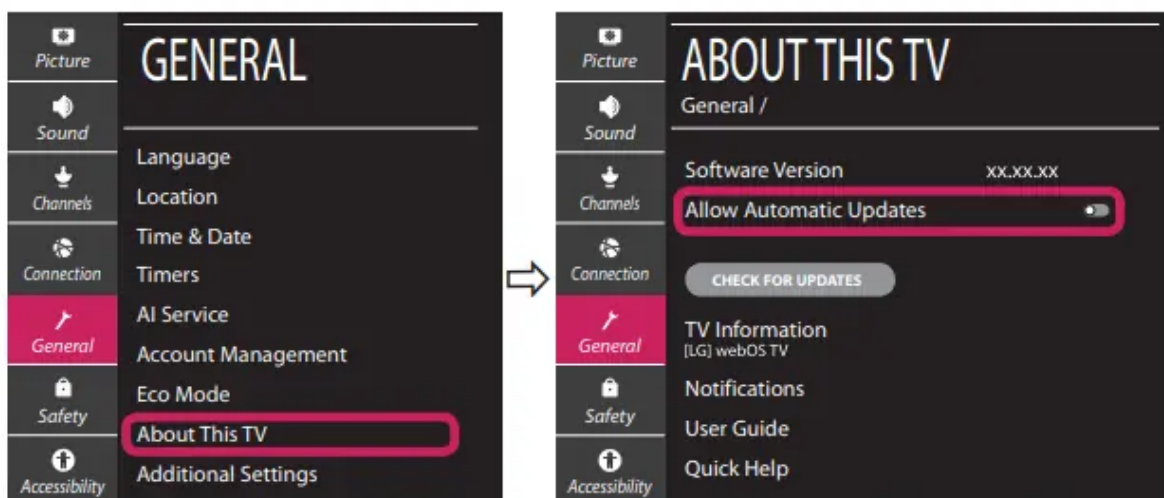 Picture
Sound
Channels
Connection
General
Safety
Accessibility
GENERAL
Language
Location
Time & Date
Timers
AI Service
Account Management
Eco Mode
About This TV
Additional Settings
Picture
Sound
Channels
Connection
General
Safety
Accessibility
ABOUT THIS TV
General /
Software Version xx.xx.xx
Allow Automatic Updates
CHECK FOR UPDATES
TV Information
[LG] webOS TV
Notifications
User Guide
Quick Help